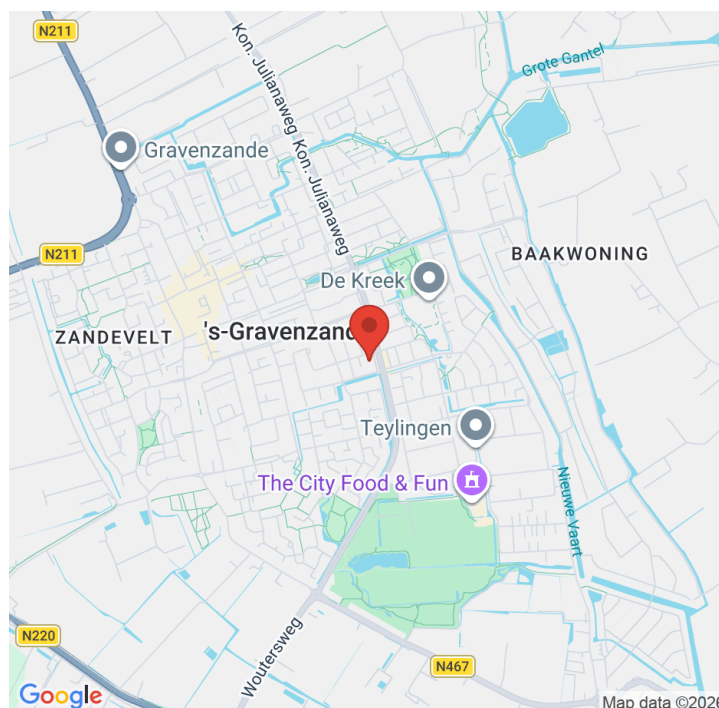 N211
Kon. Julianaweg
Kon. Julianaweg
Grote Gantel
Gravenzande
N211
BAAKWONING
De Kreek
ZANDEVELT
's-Gravenzand
Teylingen
The City Food & Fun
Nieuwe Vaart
N220
Woutersweg
N467
Google
Map data ©2026